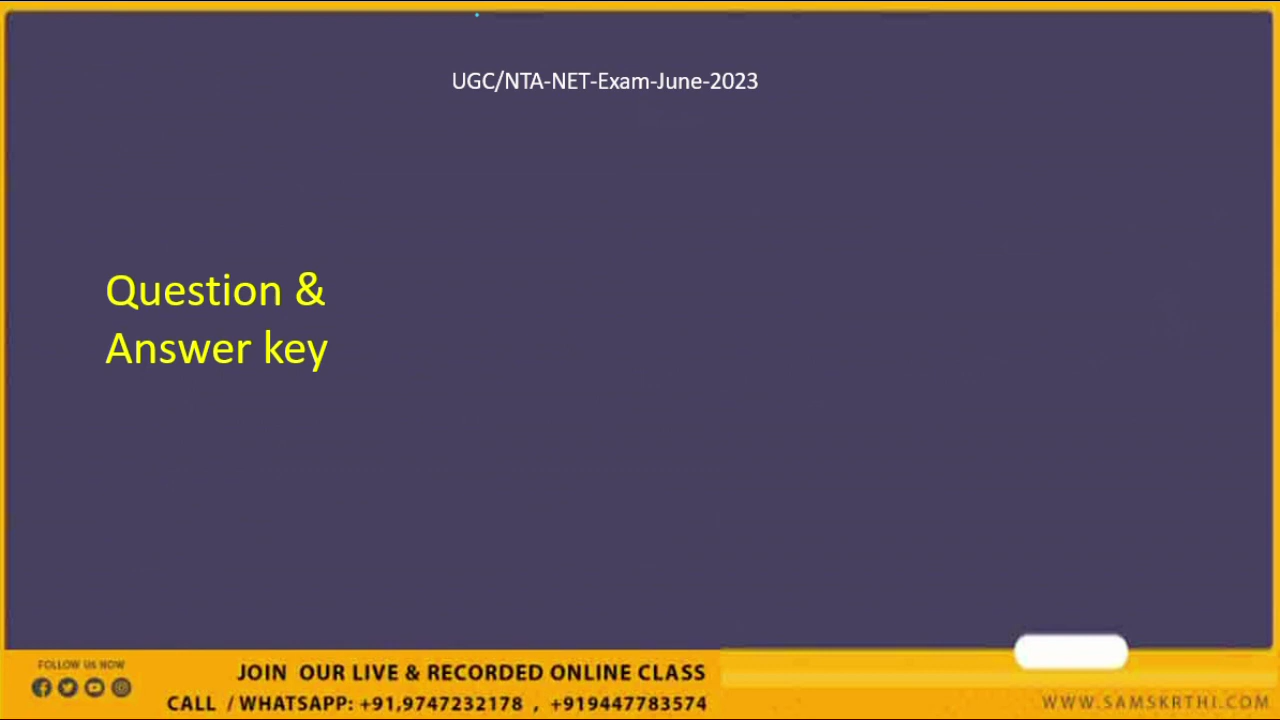 UGC/NTA-NET-Exam-June-2023
Question &
Answer key
FOLLOW US NOW
JOIN OUR LIVE & RECORDED ONLINE CLASS
CALL / WHATSAPP: +91,9747232178 , +919447783574
WWW.SAMSKRTHI.COM